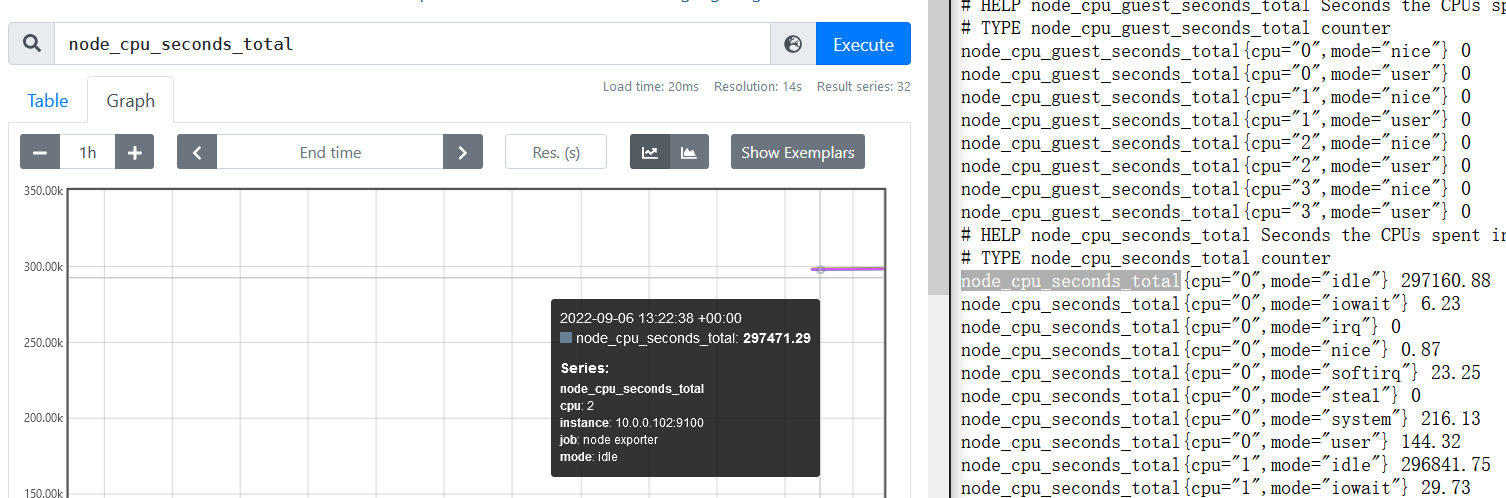 node_cpu_seconds_total
Execute
Table
Graph
Load time: 20ms Resolution: 14s Result series: 32
1h
End time
Res. (s)
Show Exemplars
350.00k
300.00k
250.00k
200.00k
150.00k
2022-09-06 13:22:38 +00:00
node_cpu_seconds_total: 297471.29
Series:
node_cpu_seconds_total
cpu: 2
instance: 10.0.0.102:9100
job: node exporter
mode: idle
# HELP node_cpu_guest_seconds_total Seconds the CPUs
# TYPE node_cpu_guest_seconds_total counter
node_cpu_guest_seconds_total{cpu="0",mode="nice"} 0
node_cpu_guest_seconds_total{cpu="0",mode="user"} 0
node_cpu_guest_seconds_total{cpu="1",mode="nice"} 0
node_cpu_guest_seconds_total{cpu="1",mode="user"} 0
node_cpu_guest_seconds_total{cpu="2",mode="nice"} 0
node_cpu_guest_seconds_total{cpu="2",mode="user"} 0
node_cpu_guest_seconds_total{cpu="3",mode="nice"} 0
node_cpu_guest_seconds_total{cpu="3",mode="user"} 0
# HELP node_cpu_seconds_total Seconds the CPUs spent in
# TYPE node_cpu_seconds_total counter
node_cpu_seconds_total{cpu="0",mode="idle"} 297160.88
node_cpu_seconds_total{cpu="0",mode="iowait"} 6.23
node_cpu_seconds_total{cpu="0",mode="irq"} 0
node_cpu_seconds_total{cpu="0",mode="nice"} 0.87
node_cpu_seconds_total{cpu="0",mode="softirq"} 23.25
node_cpu_seconds_total{cpu="0",mode="steal"} 0
node_cpu_seconds_total{cpu="0",mode="system"} 216.13
node_cpu_seconds_total{cpu="0",mode="user"} 144.32
node_cpu_seconds_total{cpu="1",mode="idle"} 296841.75
node_cpu_seconds_total{cpu="1",mode="iowait"} 29.73